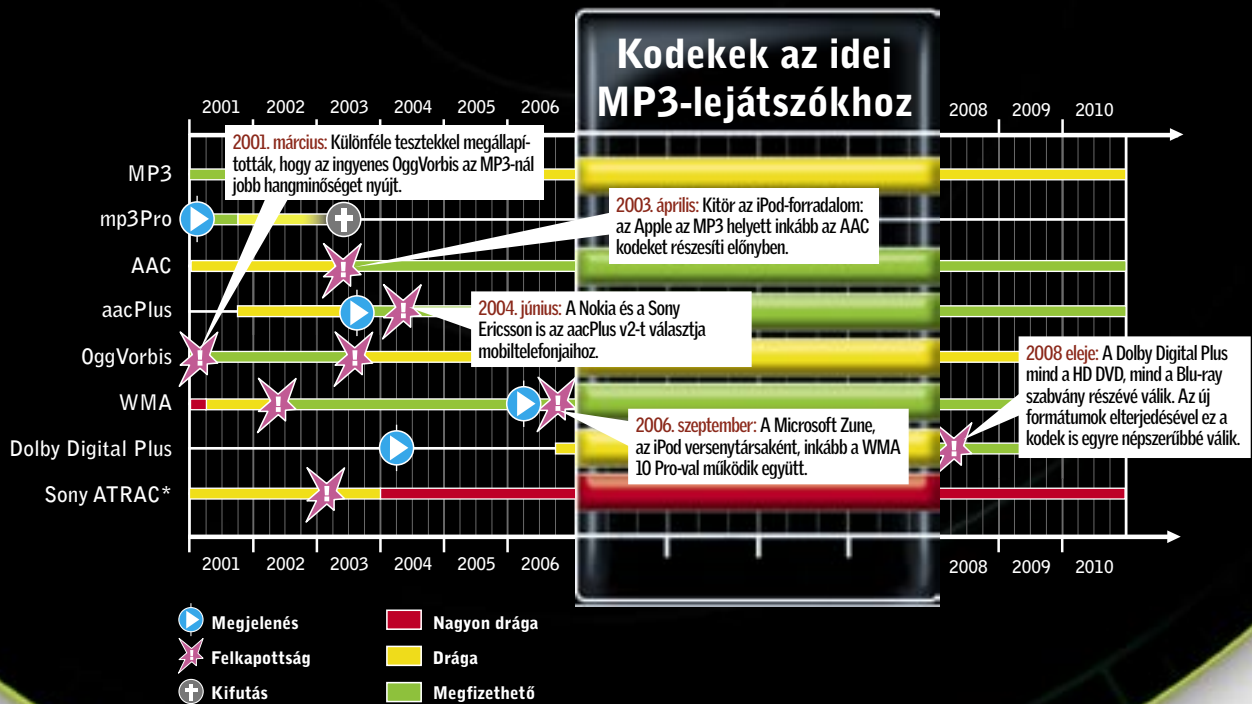 Kodekek az idei
MP3-lejátszókhoz
2001 2002 2003 2004 2005 2006 2008 2009 2010
2001. március: Különféle tesztekkel megállapí-
tották, hogy az ingyenes OggVorbis az MP3-nál
jobb hangminőséget nyújt.
MP3
mp3Pro
2003. április: Kitör az iPod-forradalom:
az Apple az MP3 helyett inkább az AAC
kodeket részesíti előnyben.
AAC
aacPlus
2004. június: A Nokia és a Sony
Ericsson is az aacPlus v2-t választja
mobiltelefonjaihoz.
OggVorbis
2008 eleje: A Dolby Digital Plus
mind a HD DVD, mind a Blu-ray
szabvány részévé válik. Az új
formátumok elterjedésével ez a
kodek is egyre népszerűbbé válik.
WMA
2006. szeptember: A Microsoft Zune,
az iPod versenytársaként, inkább a WMA
10 Pro-val működik együtt.
Dolby Digital Plus
Sony ATRAC*
2001 2002 2003 2004 2005 2006 2008 2009 2010
Megjelenés
Felkapottság
Kifutás
Nagyon drága
Drága
Megfizethető